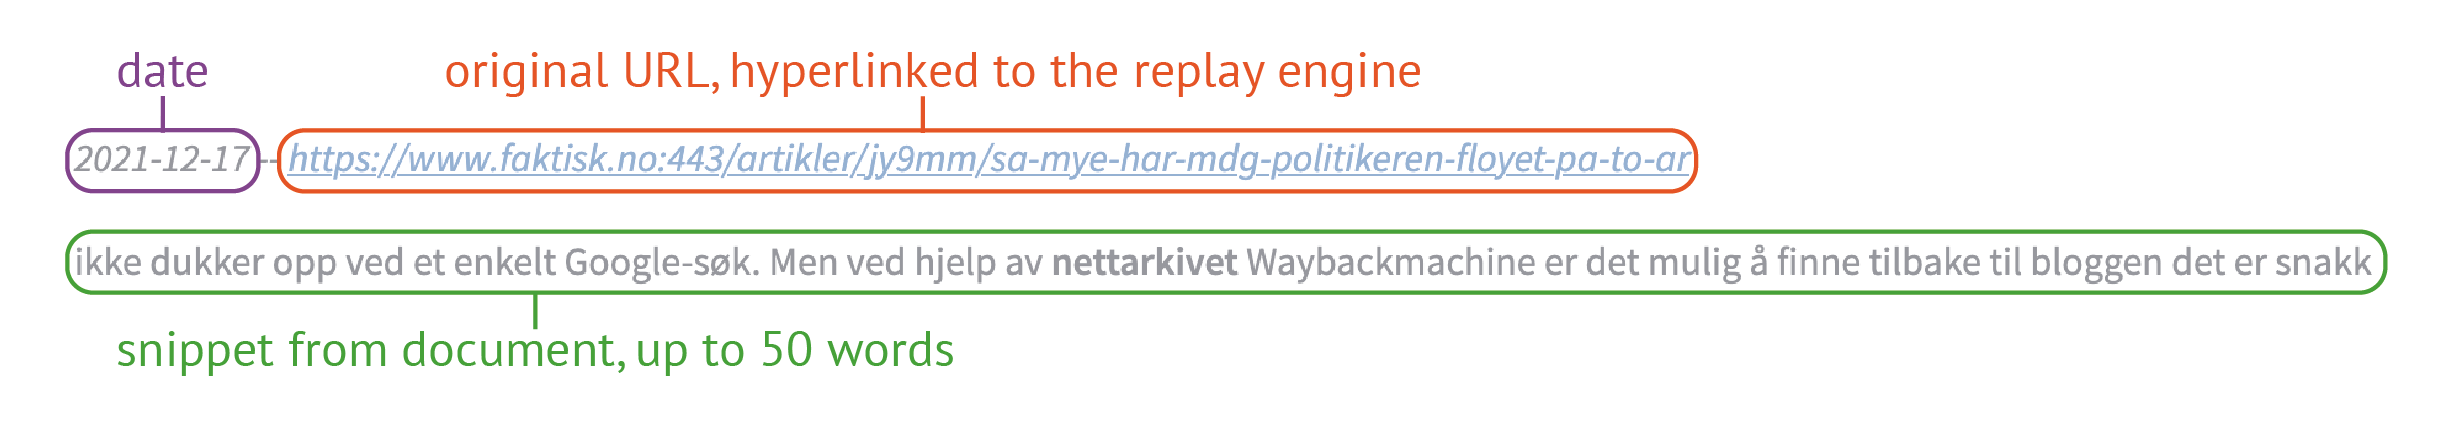 date
original URL, hyperlinked to the replay engine
2021-12-17 -- https://www.faktisk.no:443/artikler/jy9mm/sa-mye-har-mdg-politikeren-floyet-pa-to-ar
ikke dukker opp ved et enkelt Google-søk. Men ved hjelp av nettarkivet Waybackmachine er det mulig å finne tilbake til bloggen det er snakk
snippet from document, up to 50 words